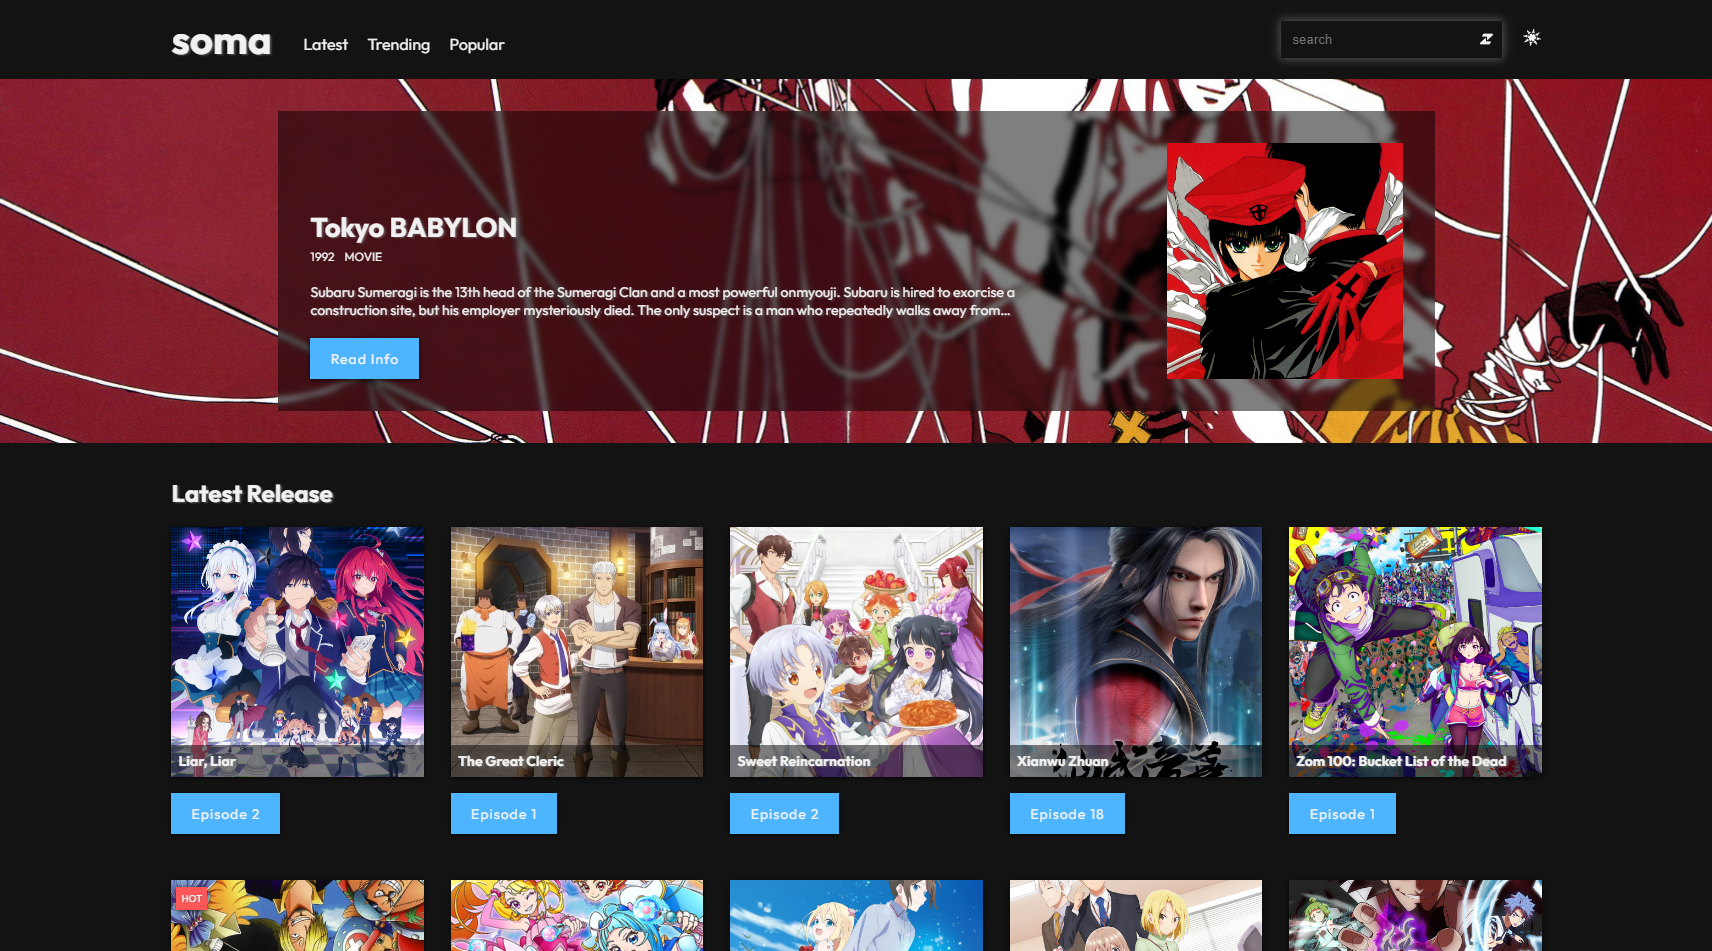 soma
Latest
Trending
Popular
search
Tokyo BABYLON
1992 MOVIE
Subaru Sumeragi is the 13th head of the Sumeragi Clan and a most powerful onmyouji. Subaru is hired to exorcise a
construction site, but his employer mysteriously died. The only suspect is a man who repeatedly walks away from...
Read Info
Latest Release
Liar, Liar
The Great Cleric
Sweet Reincarnation
Xianwu Zhuan
Zom 100: Bucket List of the Dead
Episode 2
Episode 1
Episode 2
Episode 18
Episode 1
HOT